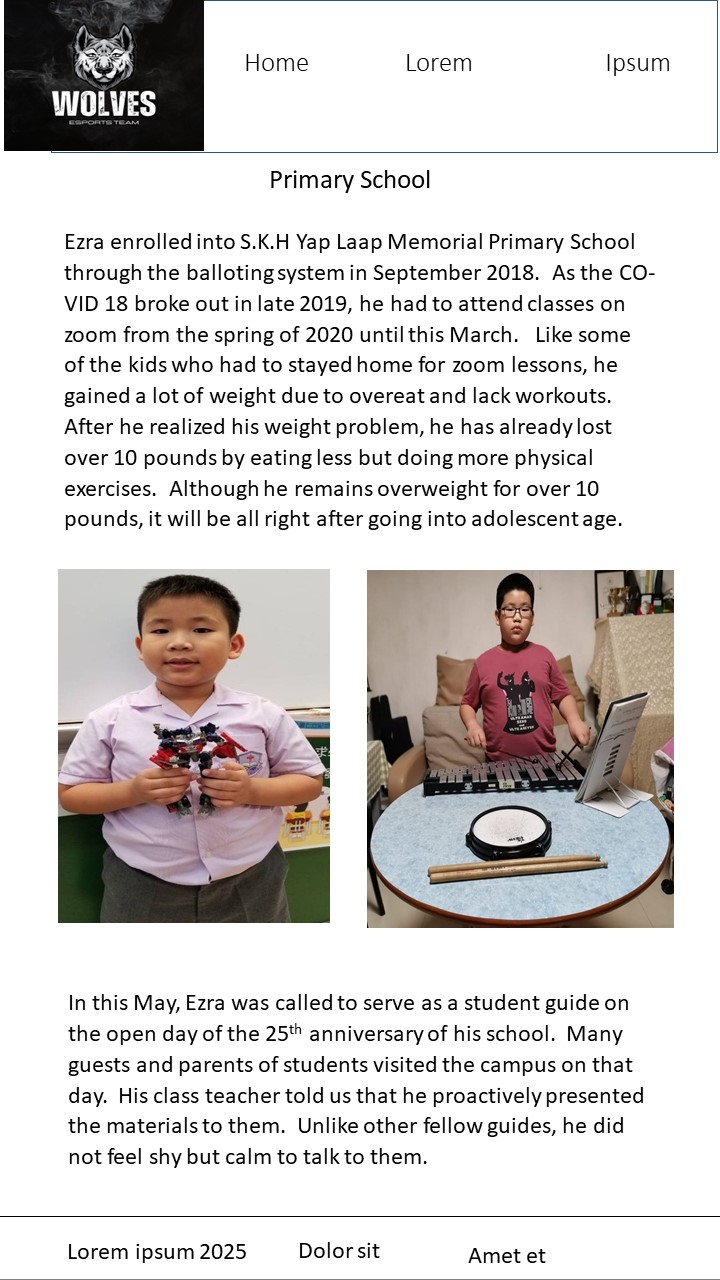 WOLVES
ESPORTS TEAM
Home Lorem Ipsum
Primary School
Ezra enrolled into S.K.H Yap Laap Memorial Primary School
through the balloting system in September 2018. As the CO-
VID 18 broke out in late 2019, he had to attend classes on
zoom from the spring of 2020 until this March. Like some
of the kids who had to stayed home for zoom lessons, he
gained a lot of weight due to overeat and lack workouts.
After he realized his weight problem, he has already lost
over 10 pounds by eating less but doing more physical
exercises. Although he remains overweight for over 10
pounds, it will be all right after going into adolescent age.
In this May, Ezra was called to serve as a student guide on
the open day of the 25th anniversary of his school. Many
guests and parents of students visited the campus on that
day. His class teacher told us that he proactively presented
the materials to them. Unlike other fellow guides, he did
not feel shy but calm to talk to them.
Lorem ipsum 2025 Dolor sit Amet et